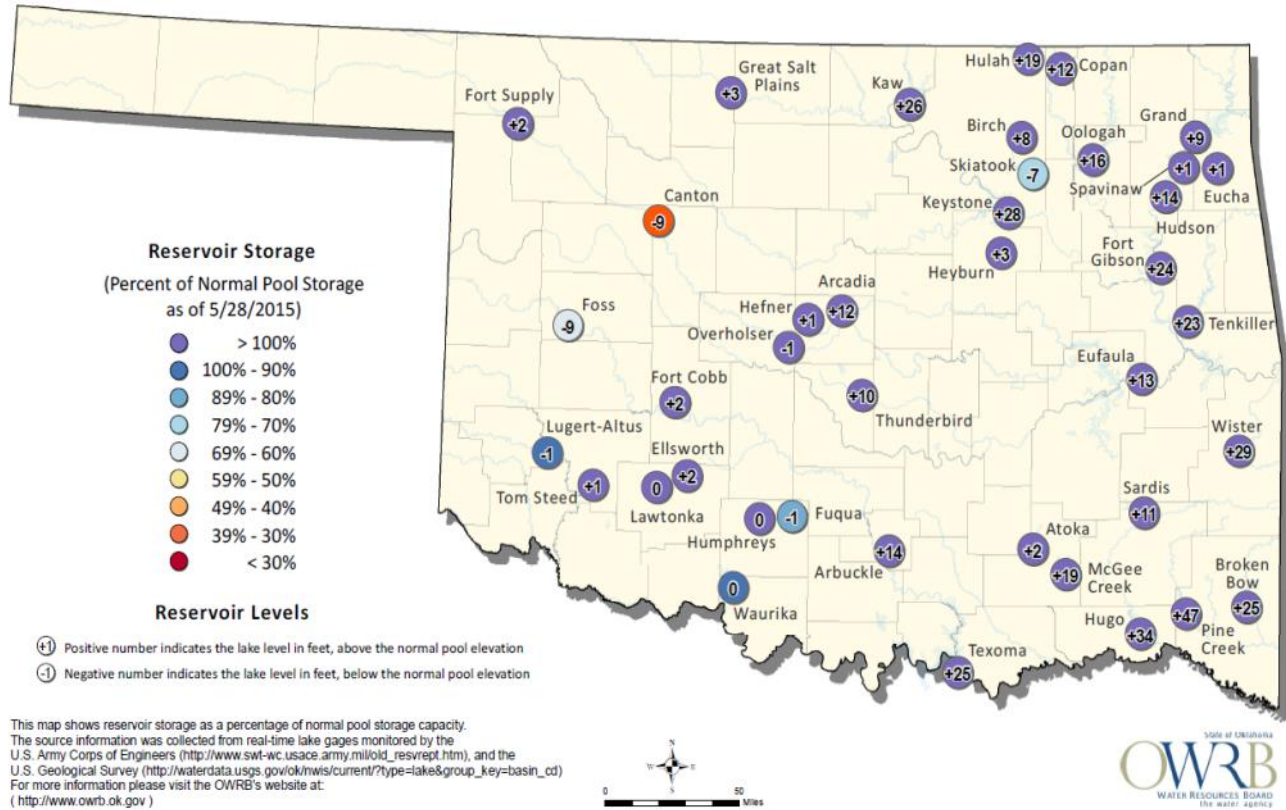 Hulah +19
+12 Copan
Great Salt
Plains
+3
Kaw
+26
Fort Supply
+2
Birch
+8
Oologah
+16
Grand
+9
Skiatook
-7
Spavinaw
+1
+1
Eucha
+14
Hudson
Canton
-9
Keystone
+28
Heyburn
+3
Fort
Gibson
+24
Reservoir Storage
(Percent of Normal Pool Storage
as of 5/28/2015)
> 100%
100% - 90%
89% - 80%
79% - 70%
69% - 60%
59% - 50%
49% - 40%
39% - 30%
< 30%
Foss
-9
Arcadia
+12
Hefner
+1
Overholser
-1
+23 Tenkiller
Eufaula
+13
Fort Cobb
+2
+10
Thunderbird
Lugert-Altus
-1
Ellsworth
+2
Wister
+29
Tom Steed
+1
0
Lawtonka
Sardis
+11
0
Humphreys
-1
Fuqua
+14
Arbuckle
Atoka
+2
+19
McGee
Creek
Broken
Bow
+25
0
Waurika
Hugo
+34
+47
Pine
Creek
Texoma
+25
Reservoir Levels
+1 Positive number indicates the lake level in feet, above the normal pool elevation
-1 Negative number indicates the lake level in feet, below the normal pool elevation
This map shows reservoir storage as a percentage of normal pool storage capacity.
The source information was collected from real-time lake gages monitored by the
U.S. Army Corps of Engineers (http://www.swt-wc.usace.army.mil/old_resvrept.htm), and the
U.S. Geological Survey (http://waterdata.usgs.gov/ok/nwis/current/?type=lake&group_key=basin_cd)
For more information please visit the OWRB's website at:
( http://www.owrb.ok.gov )
N
W E
S
0 50
Miles
State of Oklahoma
OWRB
WATER RESOURCES BOARD
the water agency